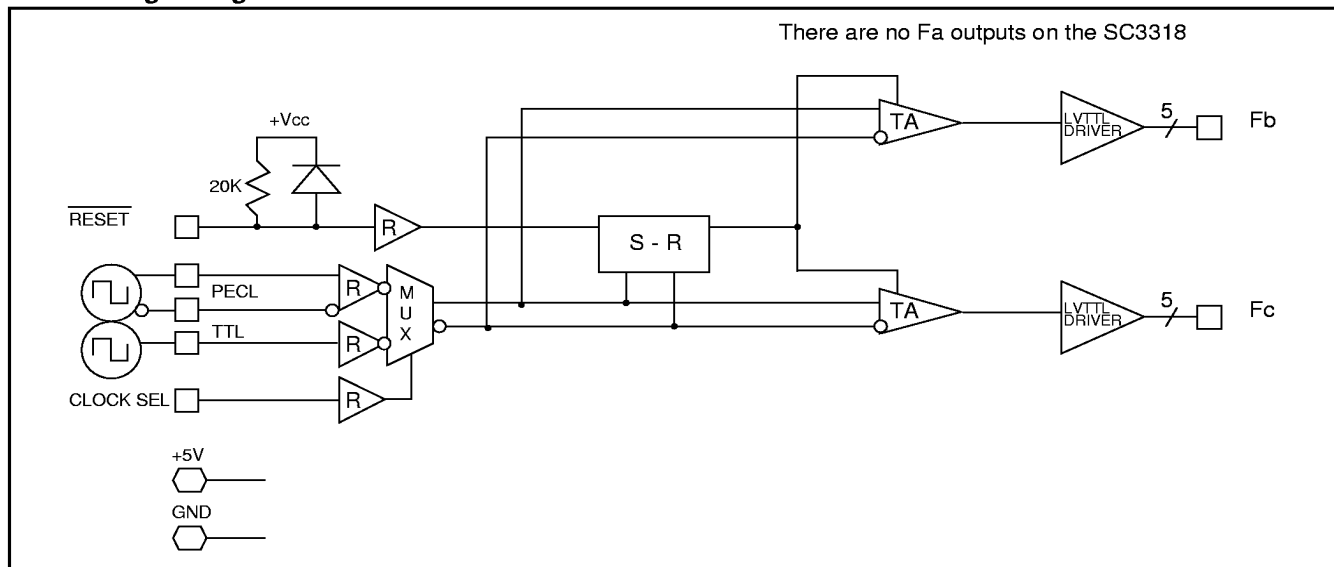 There are no Fa outputs on the SC3318
+Vcc
20K
RESET
R
S - R
TA
LVTTL
DRIVER
5
Fb
PECL
R
MUX
TTL
R
CLOCK SEL
R
TA
LVTTL
DRIVER
5
Fc
+5V
GND